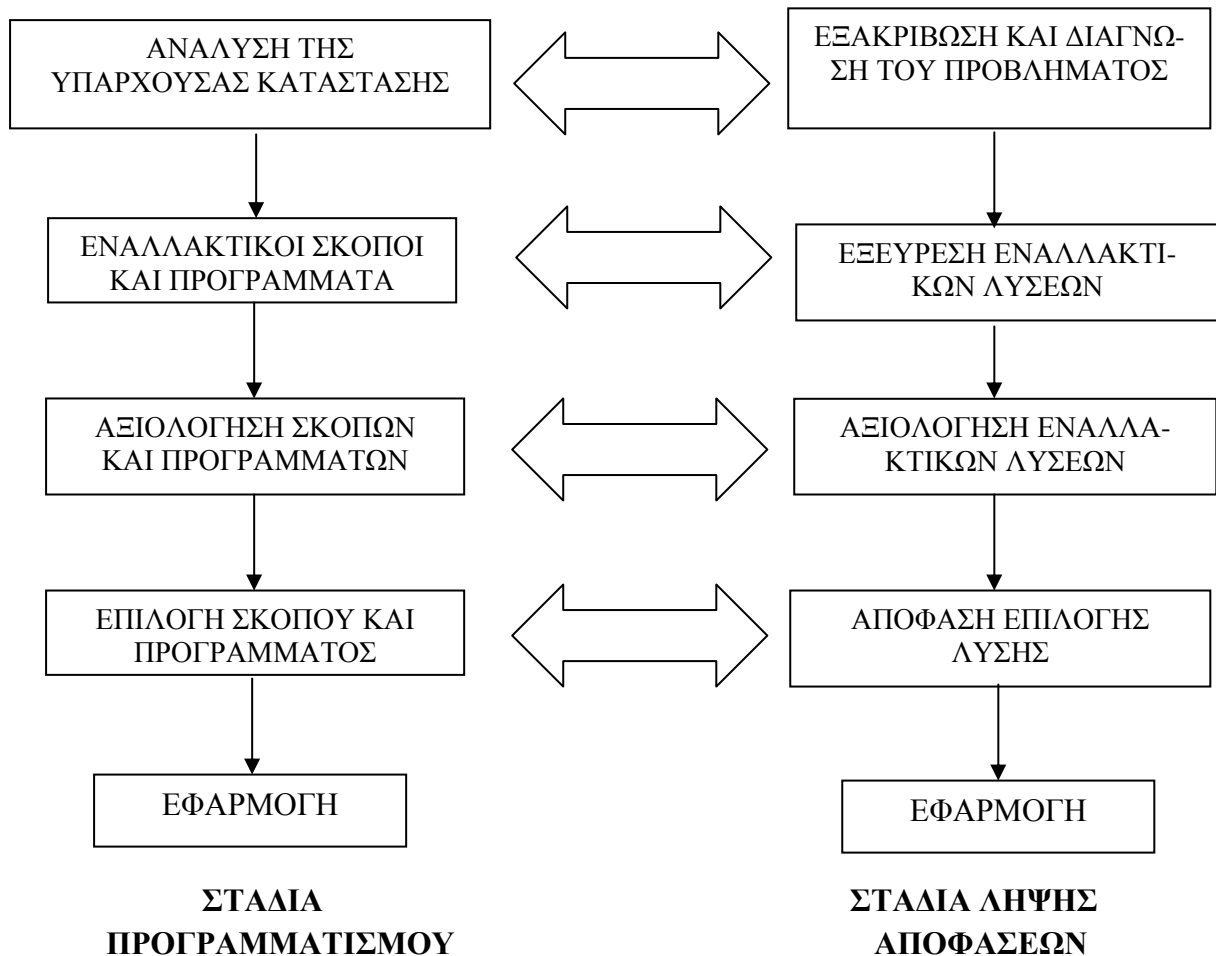 ΑΝΑΛΥΣΗ ΤΗΣ
ΥΠΑΡΧΟΥΣΑΣ ΚΑΤΑΣΤΑΣΗΣ
ΕΝΑΛΛΑΚΤΙΚΟΙ ΣΚΟΠΟΙ
ΚΑΙ ΠΡΟΓΡΑΜΜΑΤΑ
ΑΞΙΟΛΟΓΗΣΗ ΣΚΟΠΩΝ
ΚΑΙ ΠΡΟΓΡΑΜΜΑΤΩΝ
ΕΠΙΛΟΓΗ ΣΚΟΠΟΥ ΚΑΙ
ΠΡΟΓΡΑΜΜΑΤΟΣ
ΕΦΑΡΜΟΓΗ
ΣΤΑΔΙΑ
ΠΡΟΓΡΑΜΜΑΤΙΣΜΟΥ
ΕΞΑΚΡΙΒΩΣΗ ΚΑΙ ΔΙΑΓΝΩ-
ΣΗ ΤΟΥ ΠΡΟΒΛΗΜΑΤΟΣ
ΕΞΕΥΡΕΣΗ ΕΝΑΛΛΑΚΤΙ-
ΚΩΝ ΛΥΣΕΩΝ
ΑΞΙΟΛΟΓΗΣΗ ΕΝΑΛΛΑ-
ΚΤΙΚΩΝ ΛΥΣΕΩΝ
ΑΠΟΦΑΣΗ ΕΠΙΛΟΓΗΣ
ΛΥΣΗΣ
ΕΦΑΡΜΟΓΗ
ΣΤΑΔΙΑ ΛΗΨΗΣ
ΑΠΟΦΑΣΕΩΝ